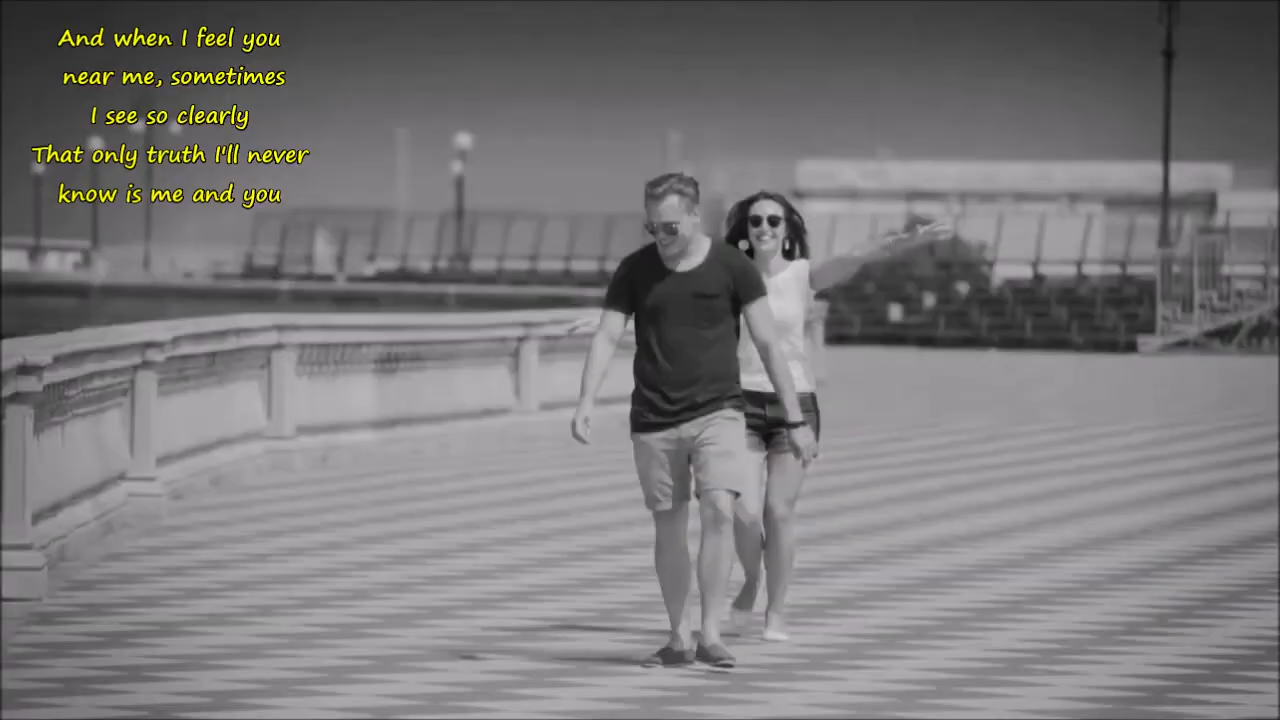 And when I feel you
near me, sometimes
I see so clearly
That only truth I'll never
know is me and you